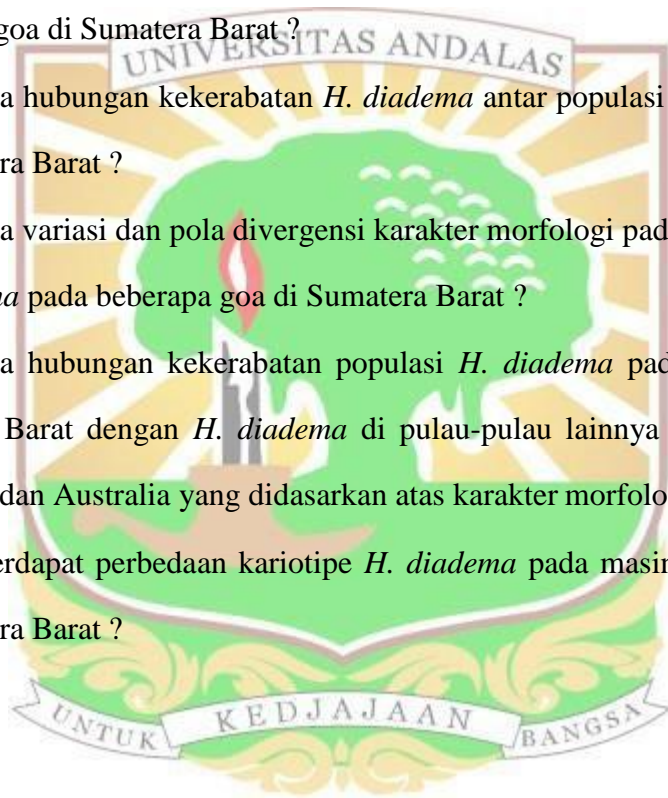 goa di Sumatera Barat ?
UNIVERSITAS ANDALAS
a hubungan kekerabatan H. diadema antar populasi
ra Barat ?
a variasi dan pola divergensi karakter morfologi pad
na pada beberapa goa di Sumatera Barat ?
a hubungan kekerabatan populasi H. diadema pad
Barat dengan H. diadema di pulau-pulau lainnya
dan Australia yang didasarkan atas karakter morfolo
erdapat perbedaan kariotipe H. diadema pada masin
ra Barat ?
UNTUK KEDJAJAAN BANGSA